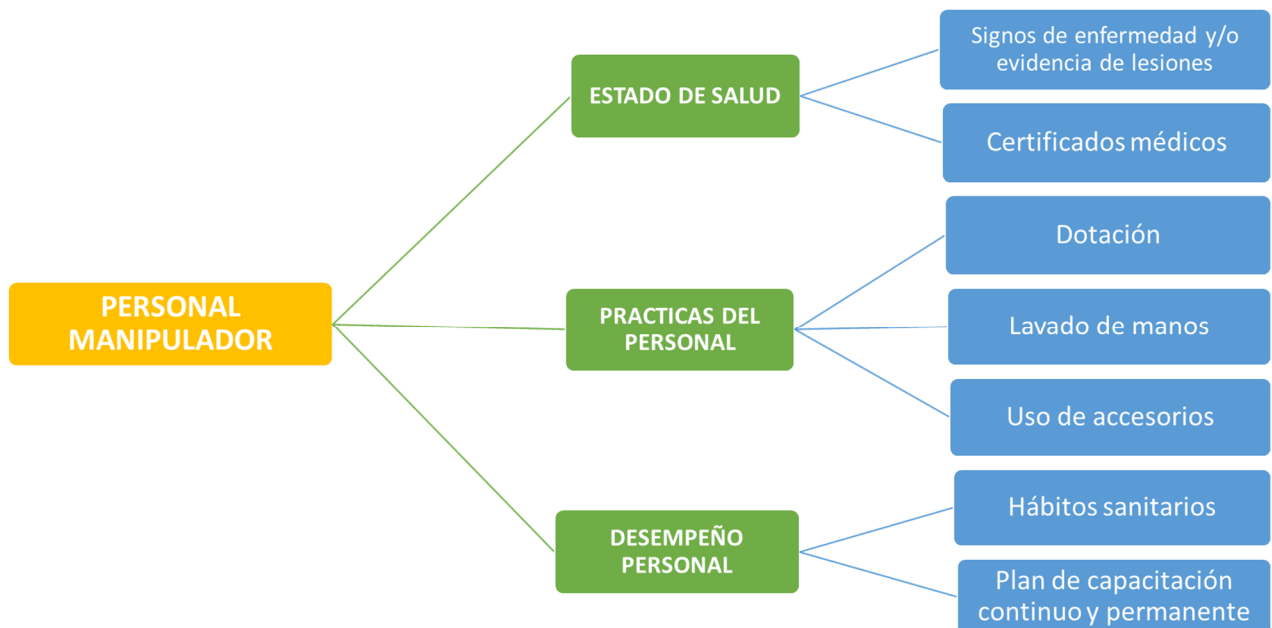 PERSONAL
MANIPULADOR
ESTADO DE SALUD
Signos de enfermedad y/o
evidencia de lesiones
Certificados médicos
PRACTICAS DEL
PERSONAL
Dotación
Lavado de manos
Uso de accesorios
DESEMPEÑO
PERSONAL
Hábitos sanitarios
Plan de capacitación
continuo y permanente